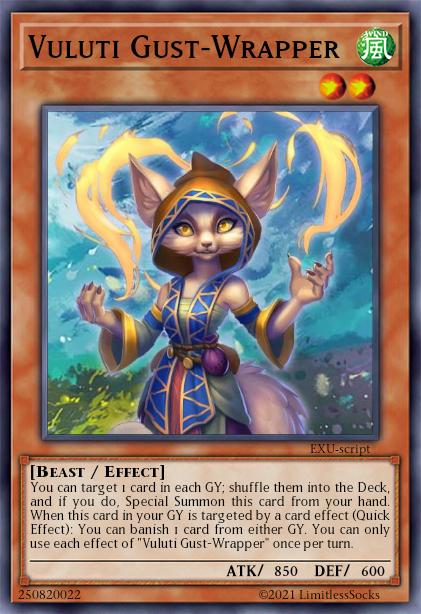 Vuluti Gust-Wrapper
WIND
風
EXU-script
[Beast / Effect]
You can target 1 card in each GY; shuffle them into the Deck,
and if you do, Special Summon this card from your hand.
When this card in your GY is targeted by a card effect (Quick
Effect): You can banish 1 card from either GY. You can only
use each effect of "Vuluti Gust-Wrapper" once per turn.
ATK/ 850 DEF/ 600
250820022 ©2021 LimitlessSocks